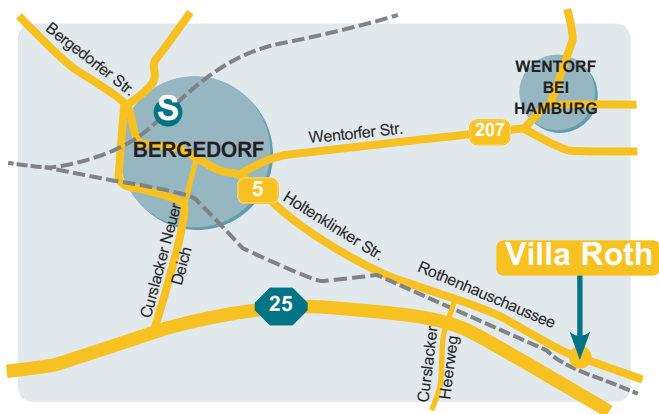 Bergedorfer Str.
S
BERGEDORF
WENTORF
BEI
HAMBURG
Wentorfer Str.
207
5
Holtenklinker Str.
Curslacker Neuer
Deich
Villa Roth
Rothenhauschaussee
25
Curslacker
Heerweg